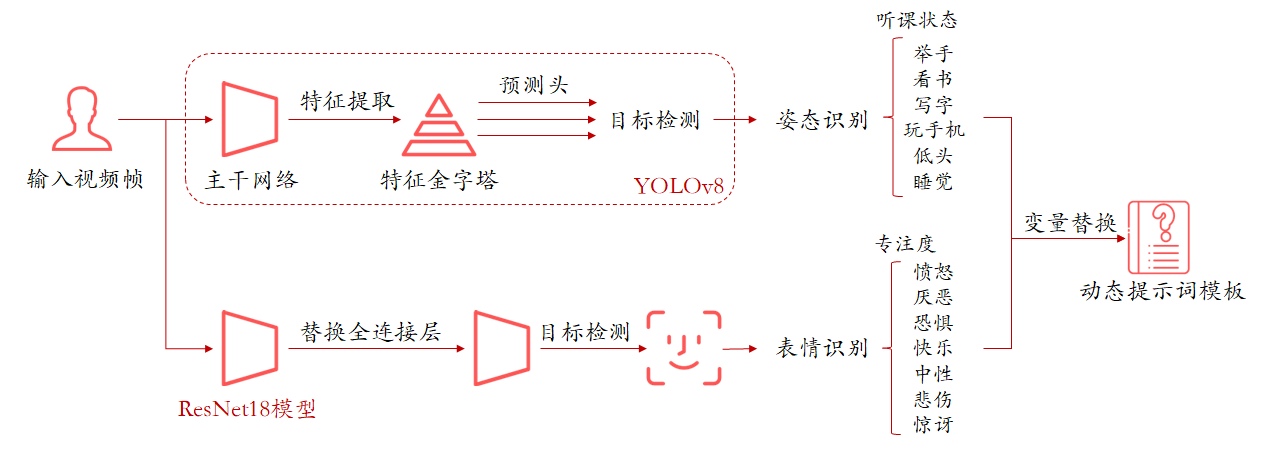 输入视频帧
主干网络
特征提取
特征金字塔
预测头
目标检测
YOLOv8
姿态识别
听课状态
举手
看书
写字
玩手机
低头
睡觉
ResNet18模型
替换全连接层
目标检测
表情识别
专注度
愤怒
厌恶
恐惧
快乐
中性
悲伤
惊讶
变量替换
动态提示词模板